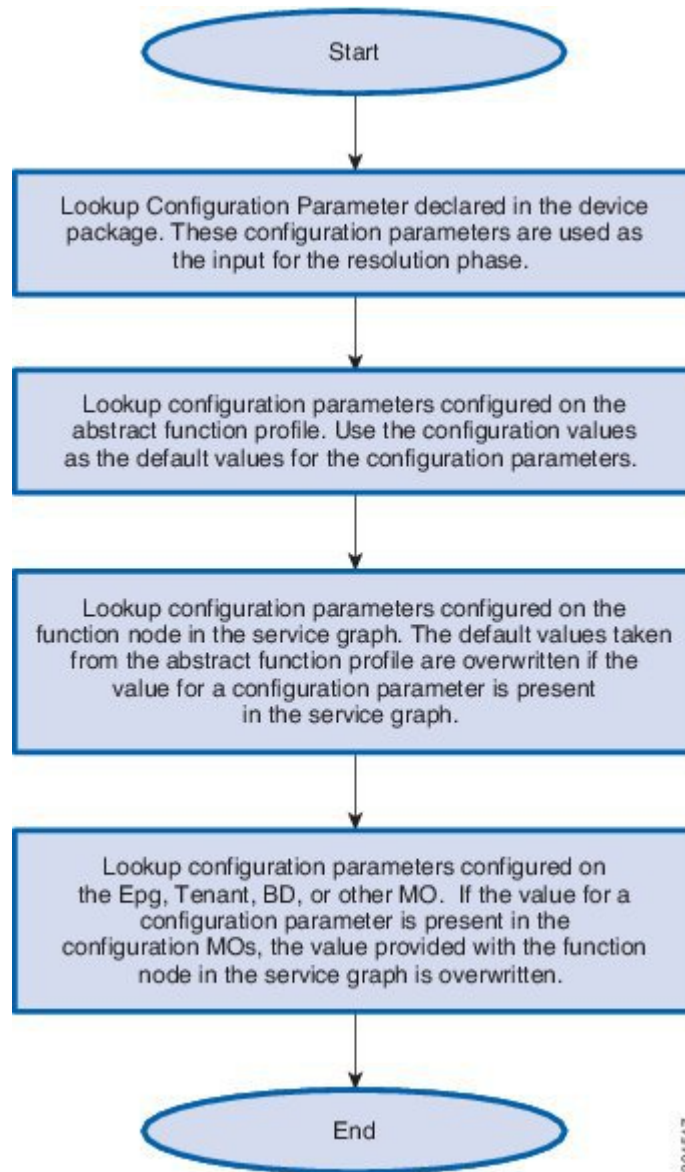 Start
Lookup Configuration Parameter declared in the device
package. These configuration parameters are used as
the input for the resolution phase.
Lookup configuration parameters configured on the
abstract function profile. Use the configuration values
as the default values for the configuration parameters.
Lookup configuration parameters configured on the
function node in the service graph. The default values taken
from the abstract function profile are overwritten if the
value for a configuration parameter is present
in the service graph.
Lookup configuration parameters configured on
the Epg, Tenant, BD, or other MO. If the value for a
configuration parameter is present in the
configuration MOs, the value provided with the function
node in the service graph is overwritten.
End